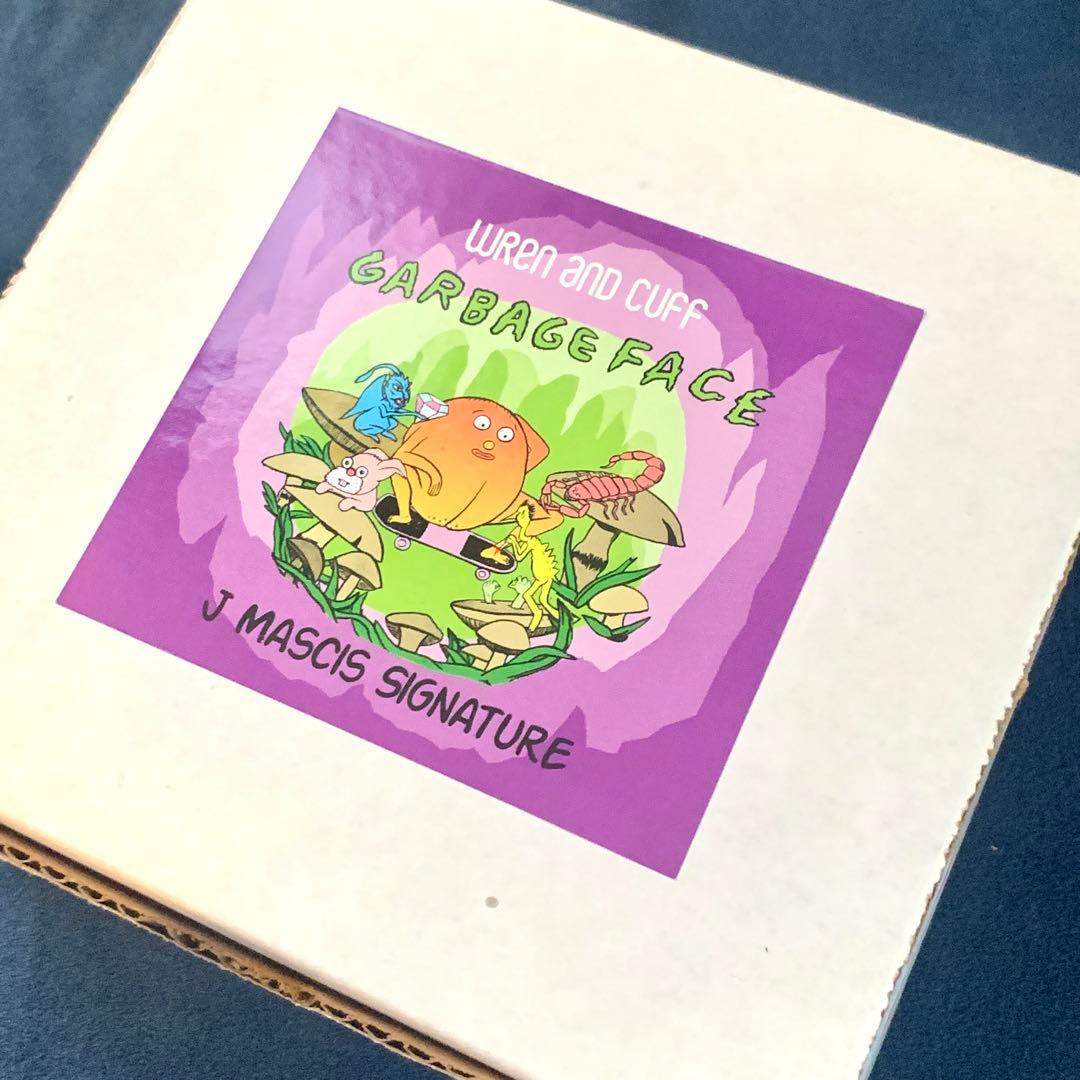 wren and cuff
GARBAGE FACE
J MASCIS SIGNATURE